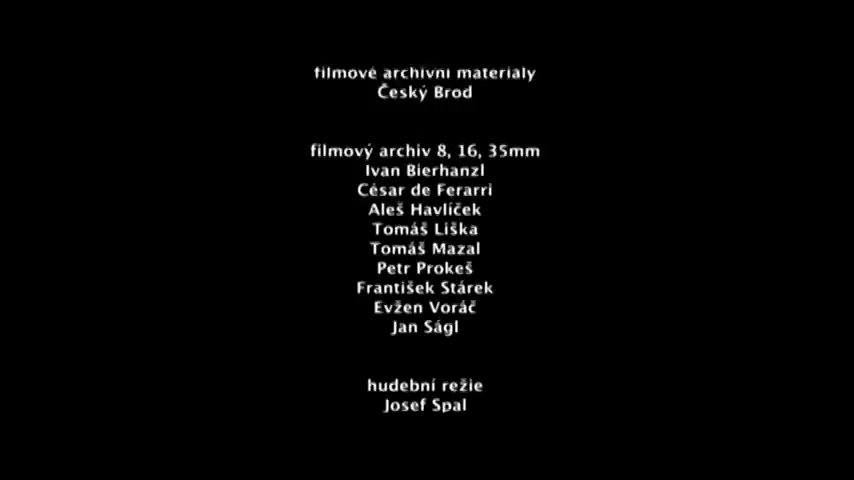 filmové archivní materiály
Český Brod
filmový archiv 8, 16, 35mm
Ivan Bierhanzl
César de Ferarri
Aleš Havlíček
Tomáš Liška
Tomáš Mazal
Petr Prokeš
František Stárek
Evžen Voráč
Jan Ságl
hudební režie
Josef Spal